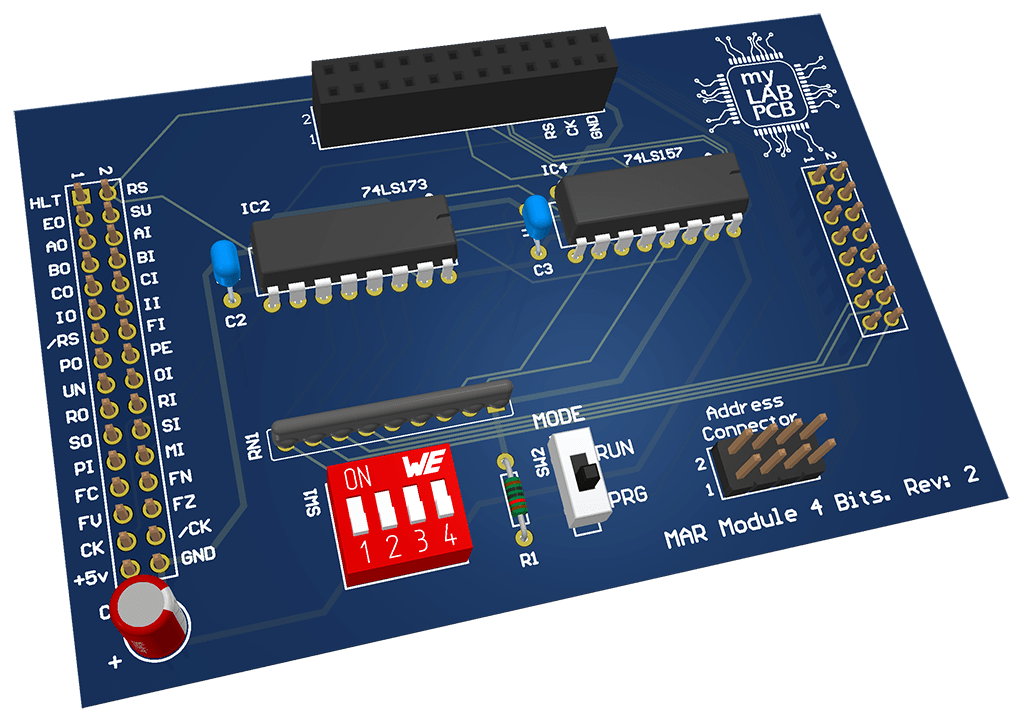 my
LAB
PCB
2
1
RS
CK
GND
1
2
HLT
RS
EO
SU
AO
AI
BO
BI
CO
CI
IO
II
/RS
FI
PO
PE
UN
OI
RO
RI
SO
SI
PI
MI
FC
FN
FV
FZ
CK
/CK
+5v
GND
C
+
IC2
74LS173
C2
IC4
74LS157
C3
1
2
RN1
SW1
ON
WE
1 2 3 4
R1
MODE
SW2
RUN
PRG
Address
Connector
2
1
MAR Module 4 Bits. Rev: 2